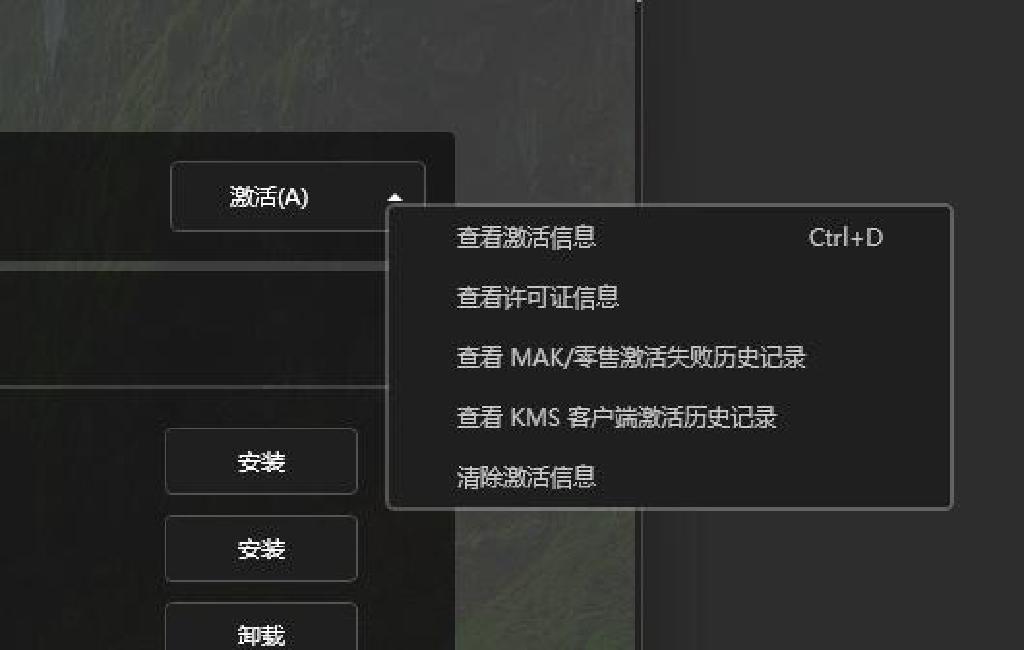 激活(A)
查看激活信息 Ctrl+D
查看许可证信息
查看 MAK/零售激活失败历史记录
查看 KMS 客户端激活历史记录
清除激活信息
安装
安装
卸载